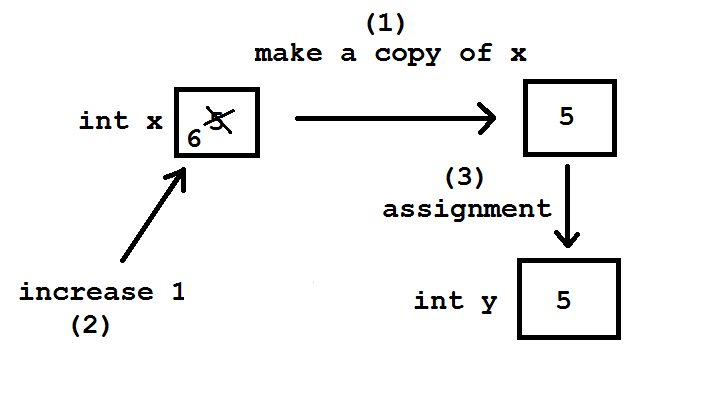 (1)
make a copy of x
int x
5
6
5
(3)
assignment
increase 1
(2)
int y
5